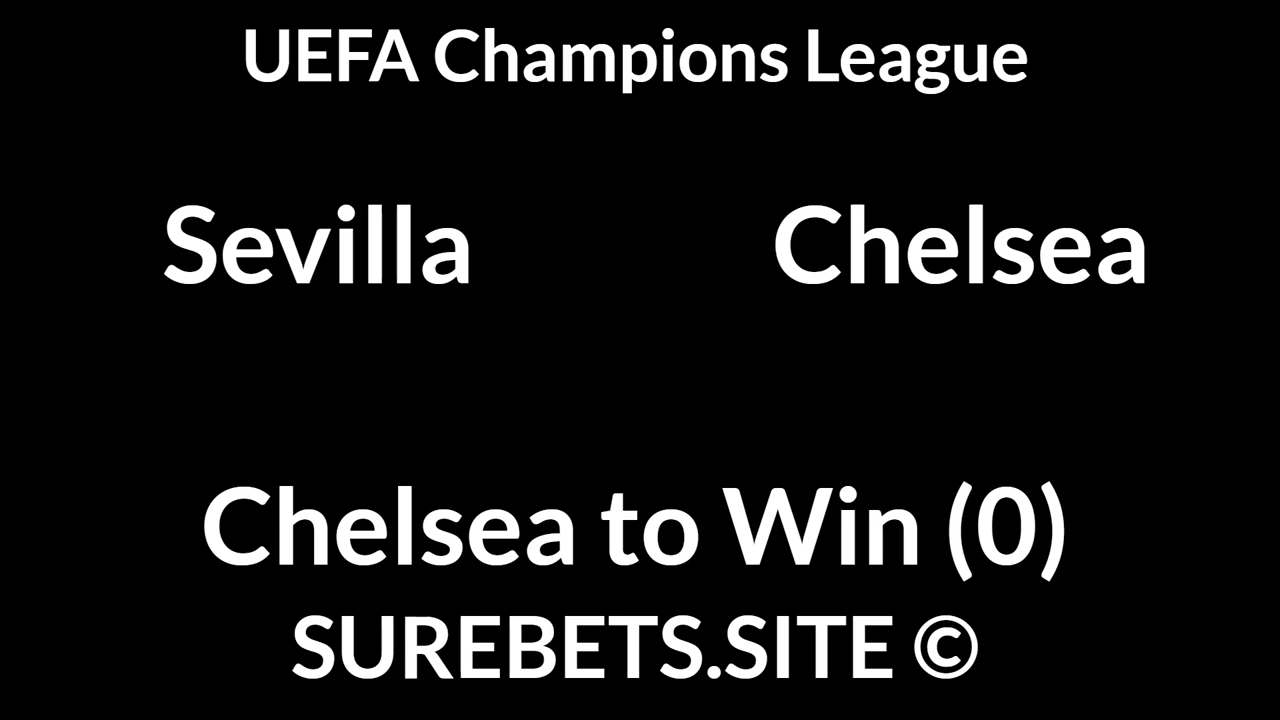 UEFA Champions League
Sevilla Chelsea
Chelsea to Win (0)
SUREBETS.SITE ©